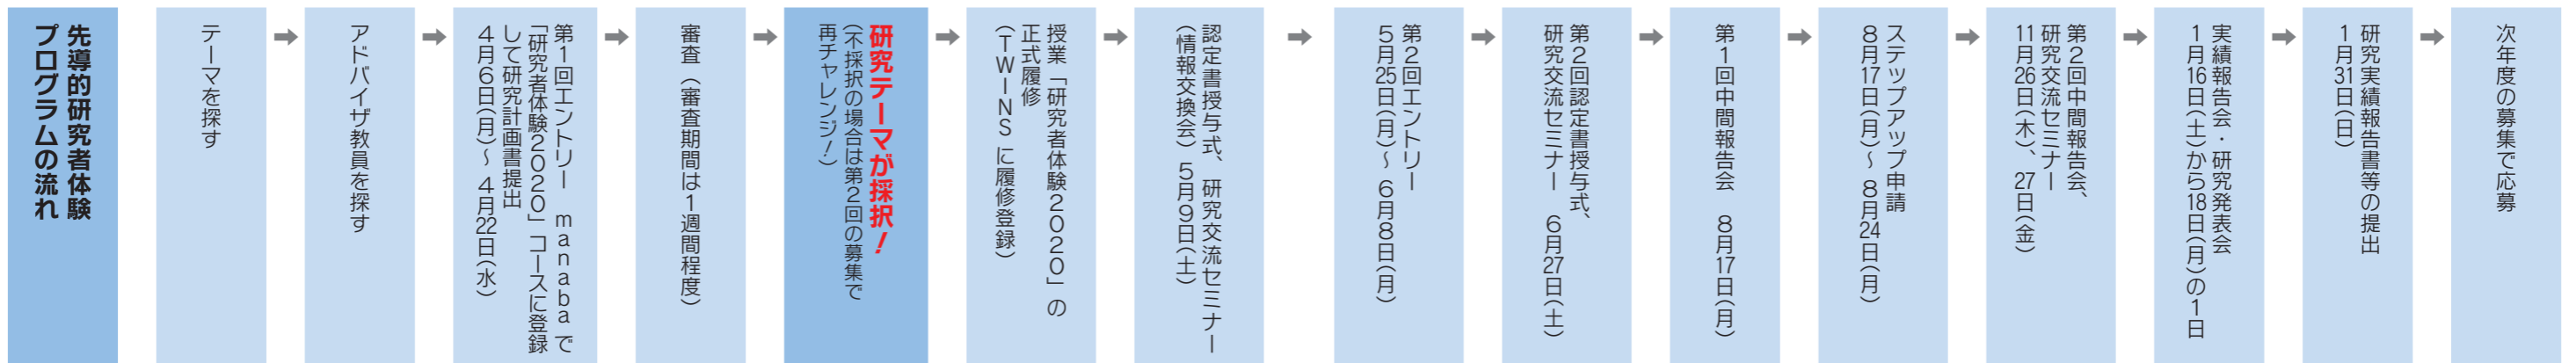 先導的研究者体験
プログラムの流れ
テーマを探す
アドバイザ教員を探す
第1回エントリー　manabaで
「研究者体験2020」コースに登録
して研究計画書提出
4月6日(月)〜 4月22日(水)
審査（審査期間は1週間程度）
研究テーマが採択！
（不採択の場合は第2回の募集で
再チャレンジ！）
授業「研究者体験2020」の
正式履修
（TWINS に履修登録）
認定書授与式、研究交流セミナー
（情報交換会） 5月9日(土)
第2回エントリー
5月25日(月)〜 6月8日(月)
第2回認定書授与式、
研究交流セミナー　6月27日(土)
第1回中間報告会　8月17日(月)
ステップアップ申請
8月17日(月)〜 8月24日(月)
第2回中間報告会、
研究交流セミナー
11月26日(木)、27日(金)
実績報告会・研究発表会
1月16日(土)から18日(月)の1日
研究実績報告書等の提出
1月31日(日)
次年度の募集で応募